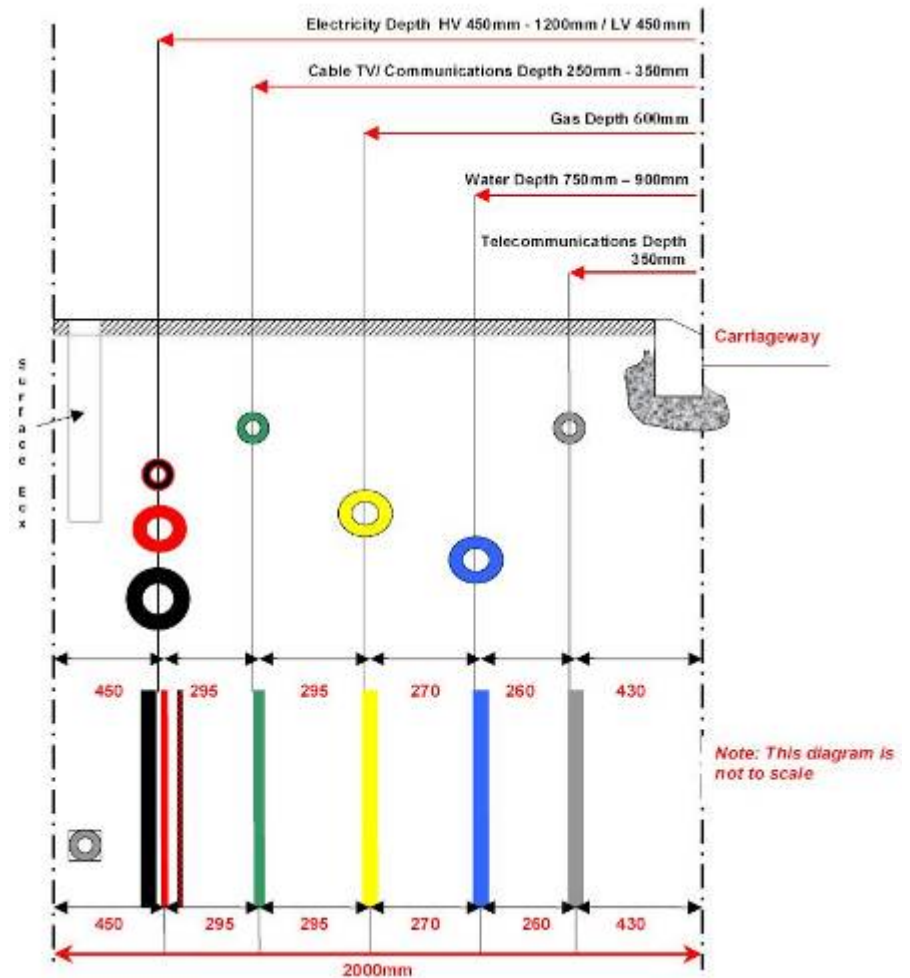 Electricity Depth HV 450mm - 1200mm / LV 450mm
Cable TV/ Communications Depth 250mm - 350mm
Gas Depth 600mm
Water Depth 750mm – 900mm
Telecommunications Depth
350mm
Carriageway
Surface Box
450 295 295 270 260 430
Note: This diagram is
not to scale
450 295 295 270 260 430
2000mm